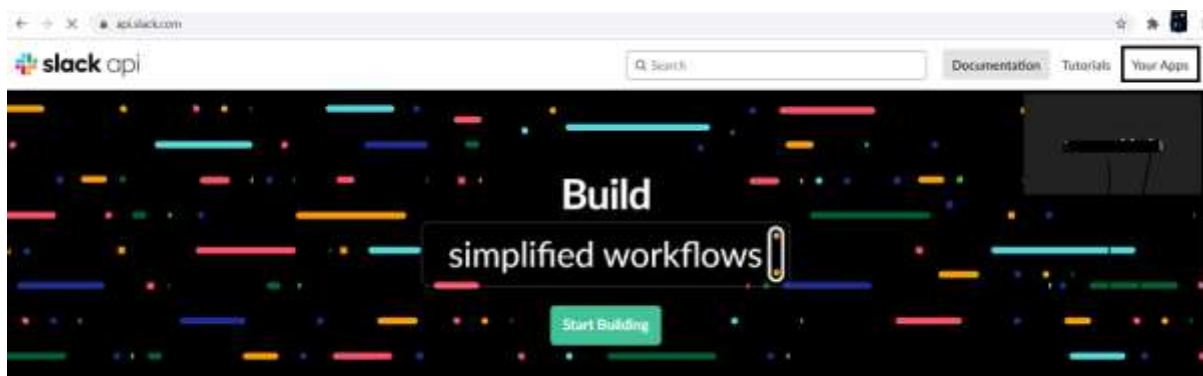 api.slack.com
slack api
Search
Documentation Tutorials Your Apps
Build
simplified workflows
Start Building